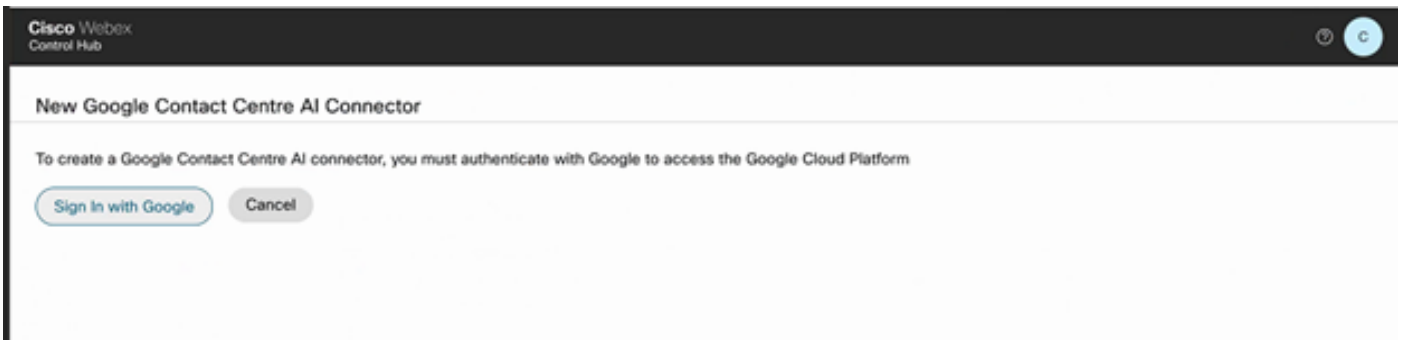 Cisco Webex
Control Hub
C
New Google Contact Centre AI Connector
To create a Google Contact Centre AI connector, you must authenticate with Google to access the Google Cloud Platform
Sign In with Google
Cancel